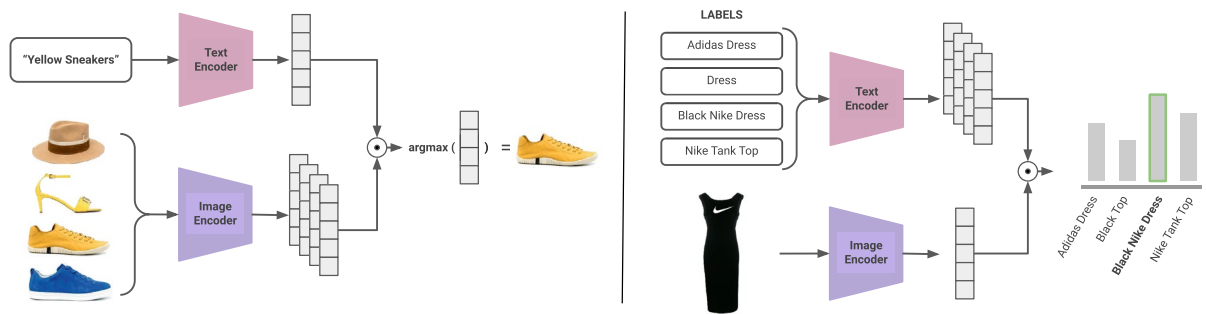 “Yellow Sneakers”
Text
Encoder
Image
Encoder
argmax (
) =
LABELS
Adidas Dress
Dress
Black Nike Dress
Nike Tank Top
Text
Encoder
Image
Encoder
Adidas Dress
Black Top
Black Nike Dress
Nike Tank Top